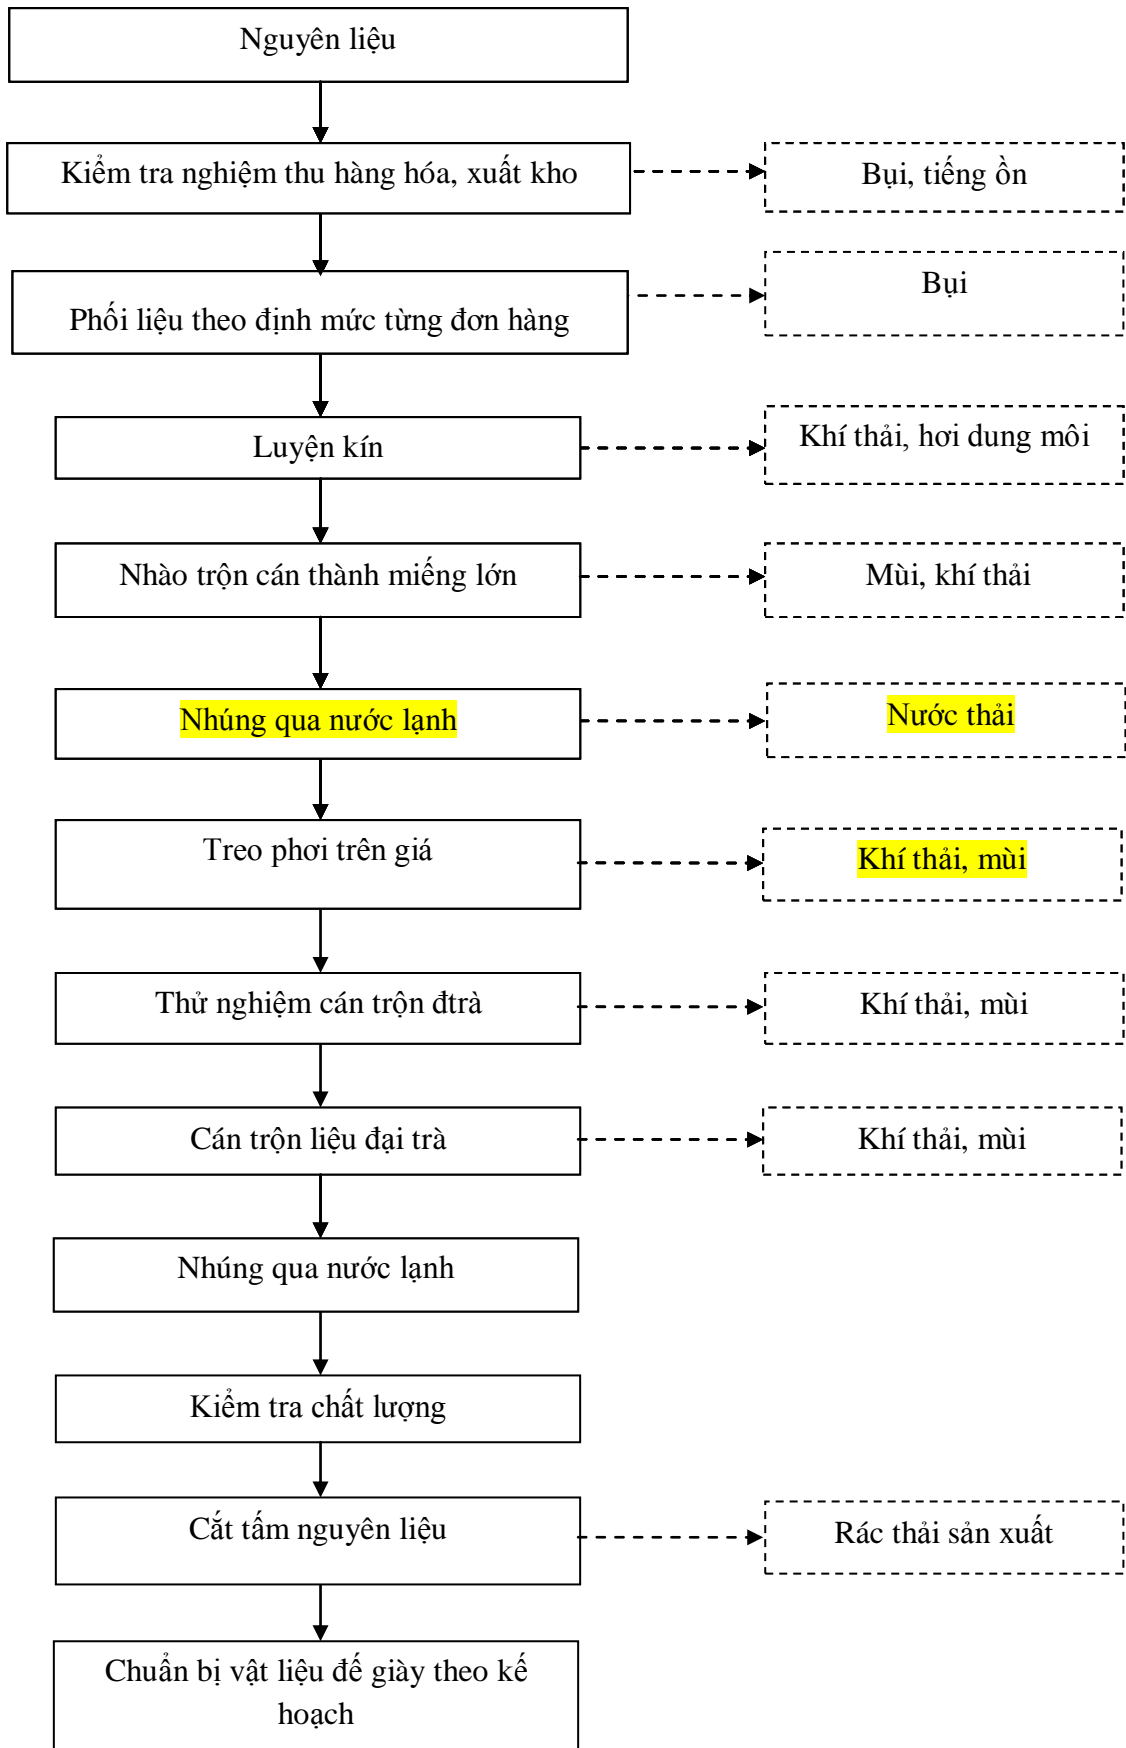 Nguyên liệu
Kiểm tra nghiệm thu hàng hóa, xuất kho
Bụi, tiếng ồn
Phối liệu theo định mức từng đơn hàng
Bụi
Luyện kín
Khí thải, hơi dung môi
Nhào trộn cán thành miếng lớn
Mùi, khí thải
Nhúng qua nước lạnh
Nước thải
Treo phơi trên giá
Khí thải, mùi
Thử nghiệm cán trộn đtrà
Khí thải, mùi
Cán trộn liệu đại trà
Khí thải, mùi
Nhúng qua nước lạnh
Kiểm tra chất lượng
Cắt tấm nguyên liệu
Rác thải sản xuất
Chuẩn bị vật liệu đế giày theo kế
hoạch